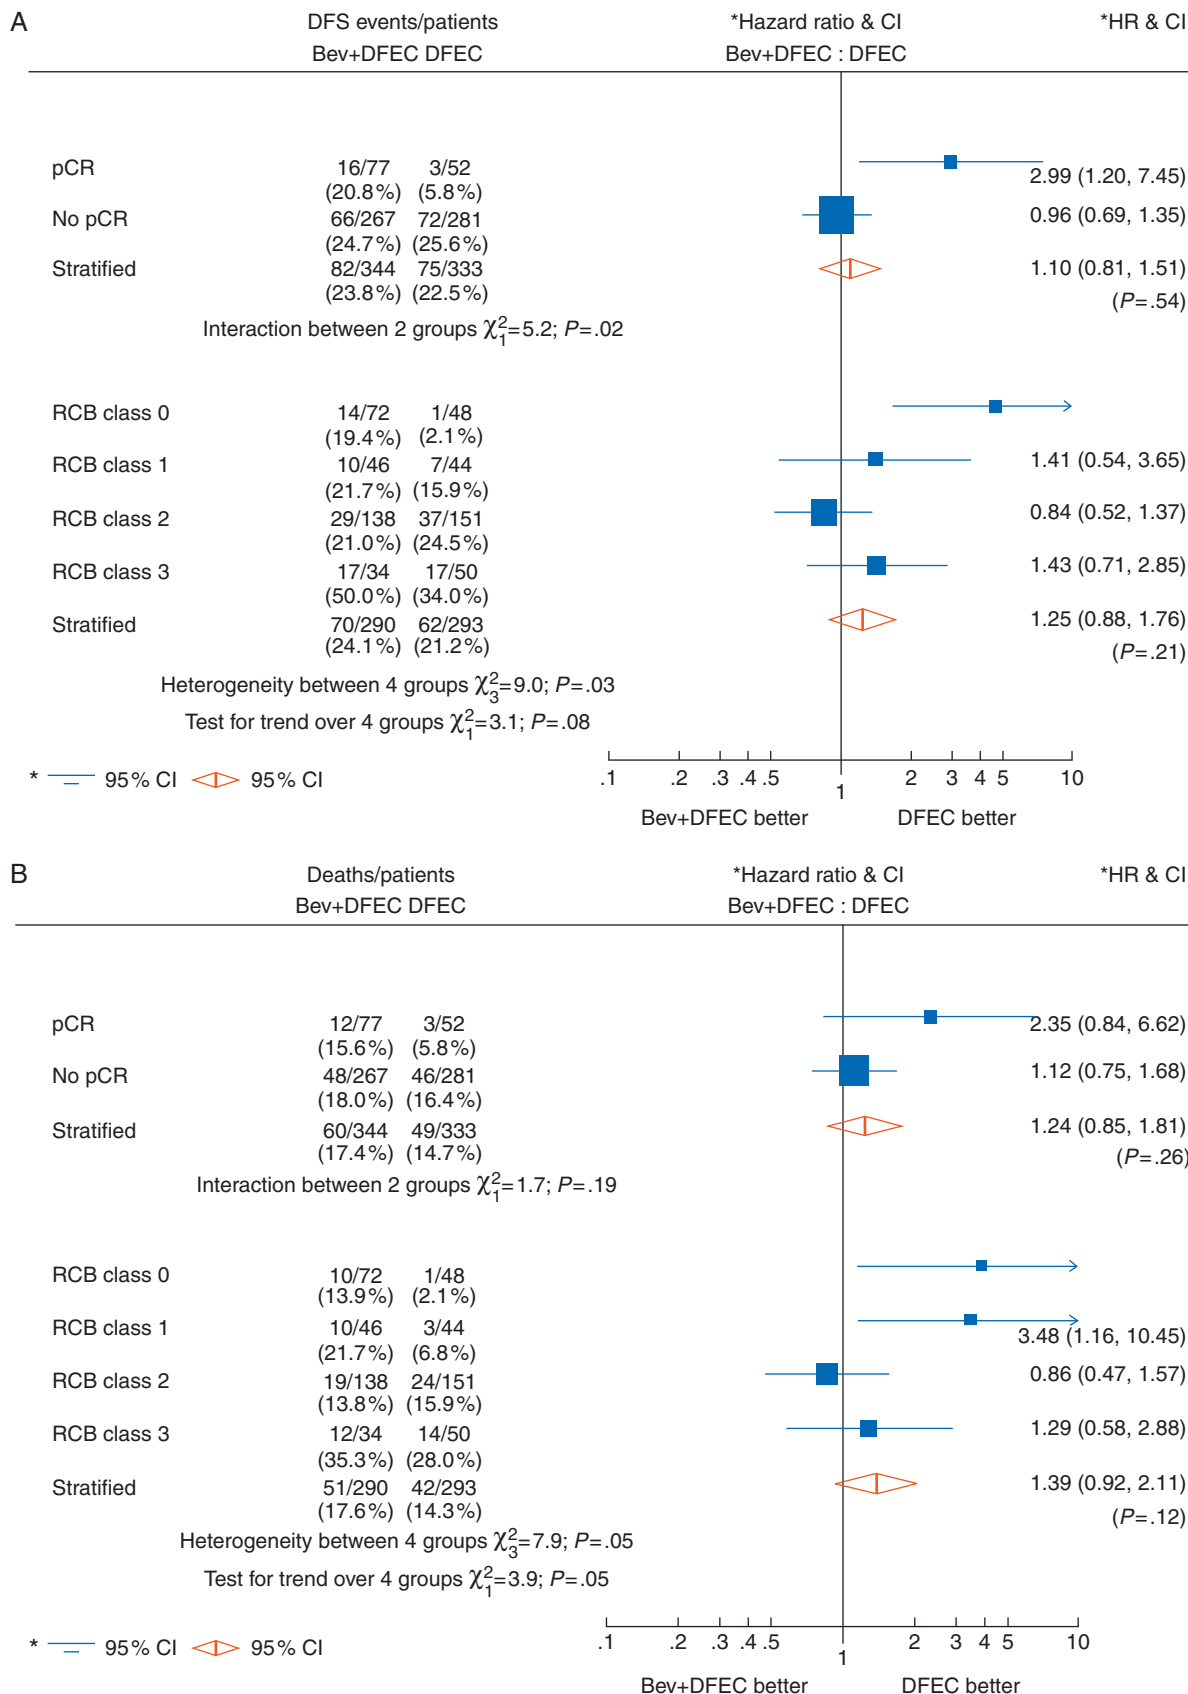 A
DFS events/patients *Hazard ratio & CI *HR & CI
Bev+DFEC DFEC Bev+DFEC : DFEC
pCR 16/77 3/52 2.99 (1.20, 7.45)
(20.8%) (5.8%)
No pCR 66/267 72/281 0.96 (0.69, 1.35)
(24.7%) (25.6%)
Stratified 82/344 75/333 1.10 (0.81, 1.51)
(23.8%) (22.5%) (P=.54)
Interaction between 2 groups χ²₁=5.2; P=.02
RCB class 0 14/72 1/48
(19.4%) (2.1%)
RCB class 1 10/46 7/44 1.41 (0.54, 3.65)
(21.7%) (15.9%)
RCB class 2 29/138 37/151 0.84 (0.52, 1.37)
(21.0%) (24.5%)
RCB class 3 17/34 17/50 1.43 (0.71, 2.85)
(50.0%) (34.0%)
Stratified 70/290 62/293 1.25 (0.88, 1.76)
(24.1%) (21.2%) (P=.21)
Heterogeneity between 4 groups χ²₃=9.0; P=.03
Test for trend over 4 groups χ²₁=3.1; P=.08
* 95% CI 95% CI
.1 .2 .3 .4 .5 1 2 3 4 5 10
Bev+DFEC better DFEC better
B
Deaths/patients *Hazard ratio & CI *HR & CI
Bev+DFEC DFEC Bev+DFEC : DFEC
pCR 12/77 3/52 2.35 (0.84, 6.62)
(15.6%) (5.8%)
No pCR 48/267 46/281 1.12 (0.75, 1.68)
(18.0%) (16.4%)
Stratified 60/344 49/333 1.24 (0.85, 1.81)
(17.4%) (14.7%) (P=.26)
Interaction between 2 groups χ²₁=1.7; P=.19
RCB class 0 10/72 1/48
(13.9%) (2.1%)
RCB class 1 10/46 3/44 3.48 (1.16, 10.45)
(21.7%) (6.8%)
RCB class 2 19/138 24/151 0.86 (0.47, 1.57)
(13.8%) (15.9%)
RCB class 3 12/34 14/50 1.29 (0.58, 2.88)
(35.3%) (28.0%)
Stratified 51/290 42/293 1.39 (0.92, 2.11)
(17.6%) (14.3%) (P=.12)
Heterogeneity between 4 groups χ²₃=7.9; P=.05
Test for trend over 4 groups χ²₁=3.9; P=.05
* 95% CI 95% CI
.1 .2 .3 .4 .5 1 2 3 4 5 10
Bev+DFEC better DFEC better